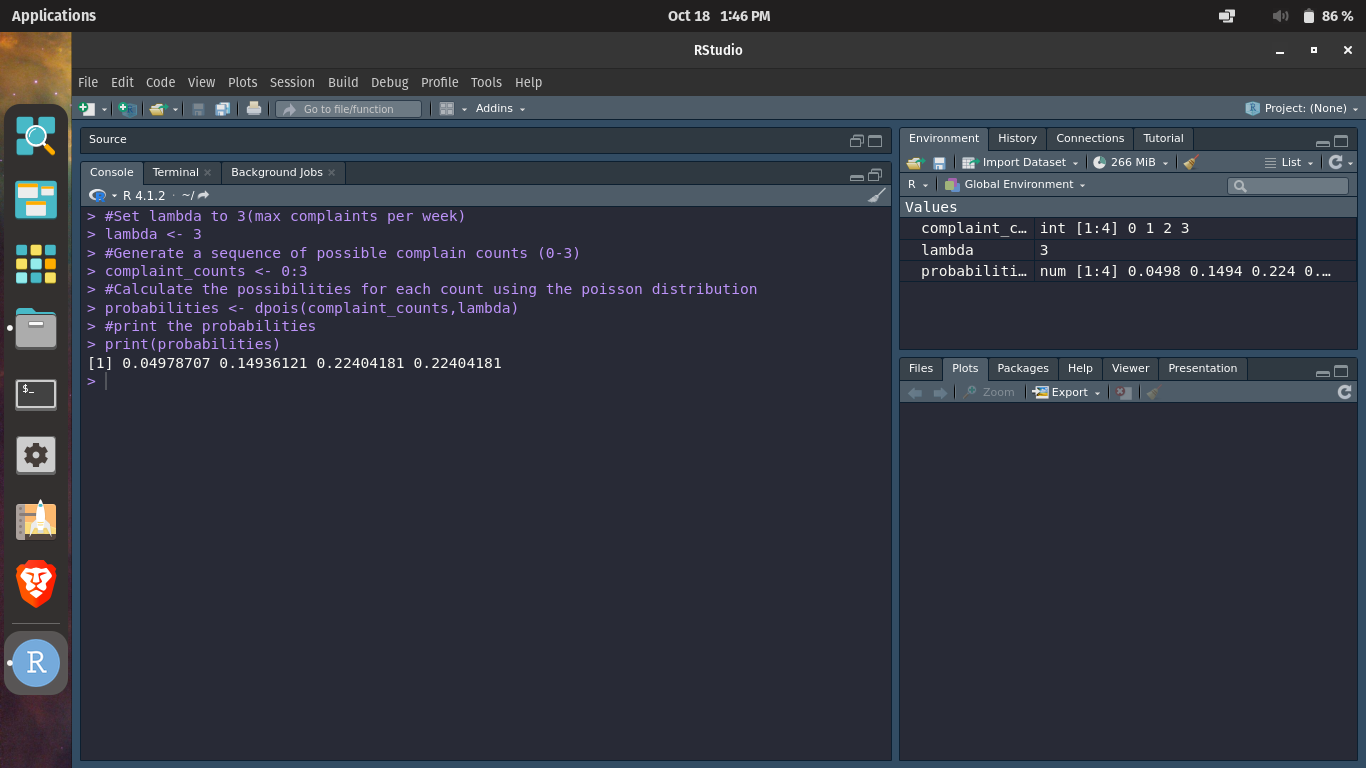 Applications
Oct 18 1:46 PM
86 %
RStudio
File Edit Code View Plots Session Build Debug Profile Tools Help
Go to file/function
Addins
Project: (None)
Source
Console Terminal Background Jobs
R 4.1.2 · ~/
> #Set lambda to 3(max complaints per week)
> lambda <- 3
> #Generate a sequence of possible complain counts (0-3)
> complaint_counts <- 0:3
> #Calculate the possibilities for each count using the poisson distribution
> probabilities <- dpois(complaint_counts,lambda)
> #print the probabilities
> print(probabilities)
[1] 0.04978707 0.14936121 0.22404181 0.22404181
>
Environment History Connections Tutorial
Import Dataset 266 MiB List
R Global Environment
Values
complaint_c… int [1:4] 0 1 2 3
lambda 3
probabiliti… num [1:4] 0.0498 0.1494 0.224 0.…
Files Plots Packages Help Viewer Presentation
Zoom Export
$_
R